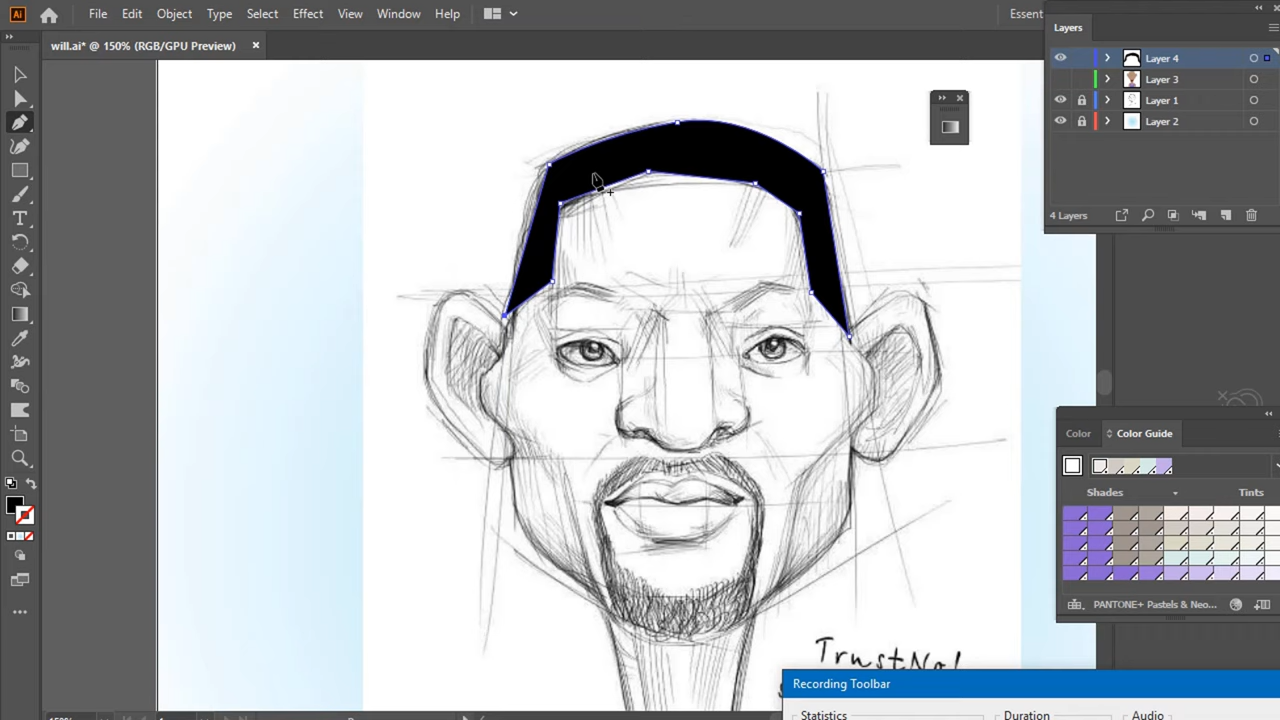 Ai File Edit Object Type Select Effect View Window Help Essent
will.ai* @ 150% (RGB/GPU Preview)
Layers
Layer 4
Layer 3
Layer 1
Layer 2
4 Layers
Color Color Guide
Shades Tints
PANTONE+ Pastels & Neo...
TrustNo!
Recording Toolbar
Statistics Duration Audio